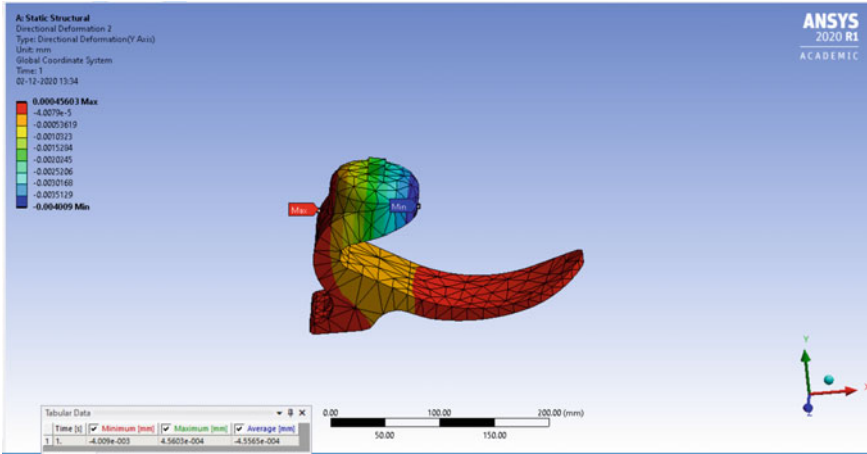 A: Static Structural
Directional Deformation 2
Type: Directional Deformation(Y Axis)
Unit: mm
Global Coordinate System
Time: 1
02-12-2020 13:34
0.00045603 Max
-4.0079e-5
-0.00053619
-0.0010323
-0.0015284
-0.0020245
-0.0025206
-0.0030168
-0.0035129
-0.004009 Min
ANSYS
2020 R1
ACADEMIC
Max
Min
Y
X
Z
0.00 100.00 200.00 (mm)
50.00 150.00
Tabular Data
Time [s] Minimum [mm] Maximum [mm] Average [mm]
1 1. -4.009e-003 4.5603e-004 -4.5565e-004